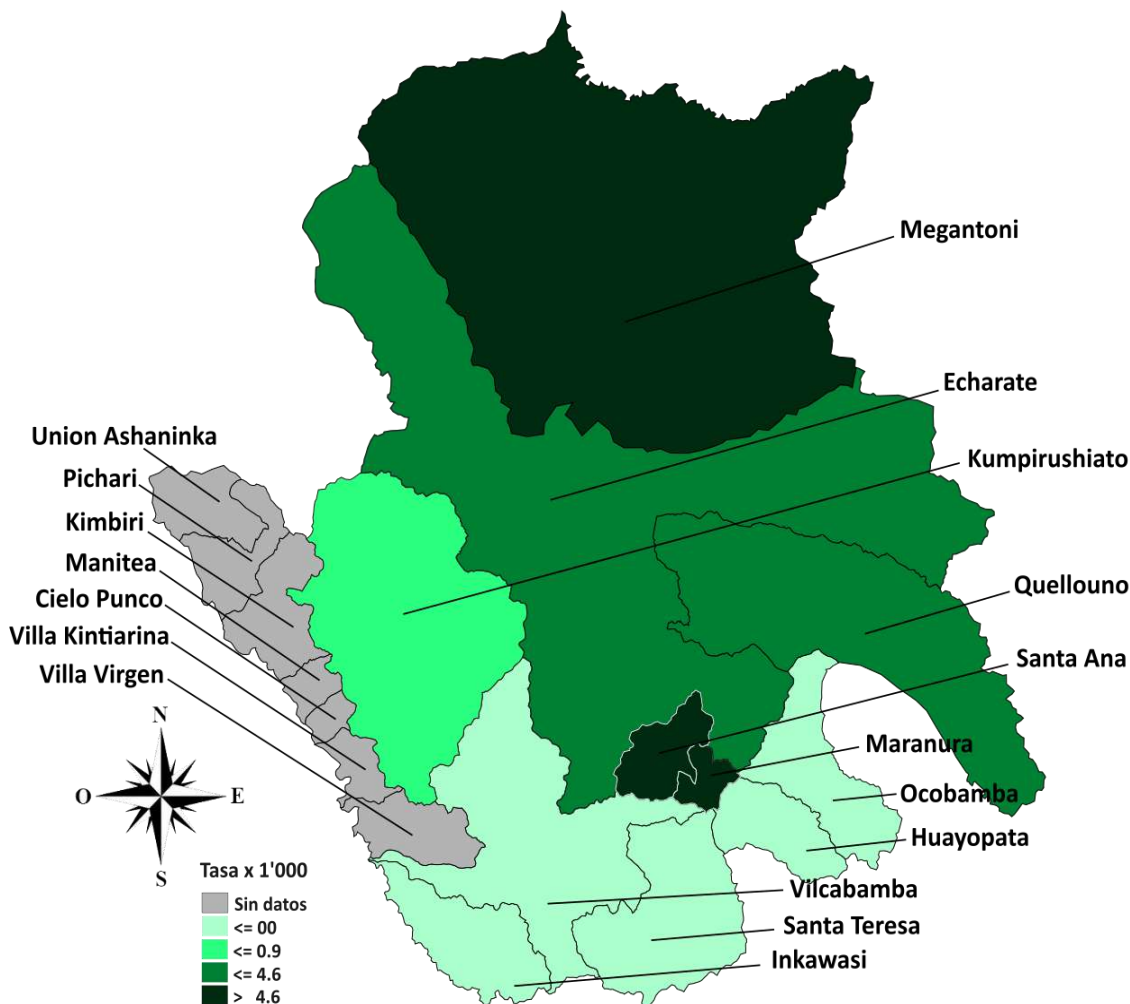 Megantoni
Echarate
Kumpirushiato
Union Ashaninka
Pichari
Kimbiri
Manitea
Cielo Punco
Villa Kintiarina
Villa Virgen
Quellouno
Santa Ana
Maranura
Ocobamba
Huayopata
Vilcabamba
Santa Teresa
Inkawasi
N
O
E
S
Tasa x 1'000
Sin datos
<= 00
<= 0.9
<= 4.6
> 4.6